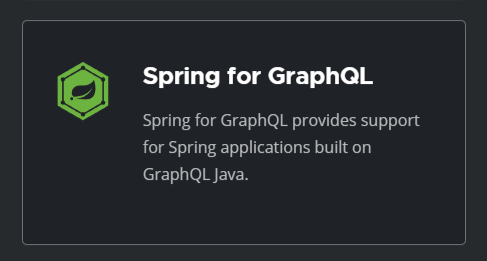 Spring for GraphQL
Spring for GraphQL provides support
for Spring applications built on
GraphQL Java.